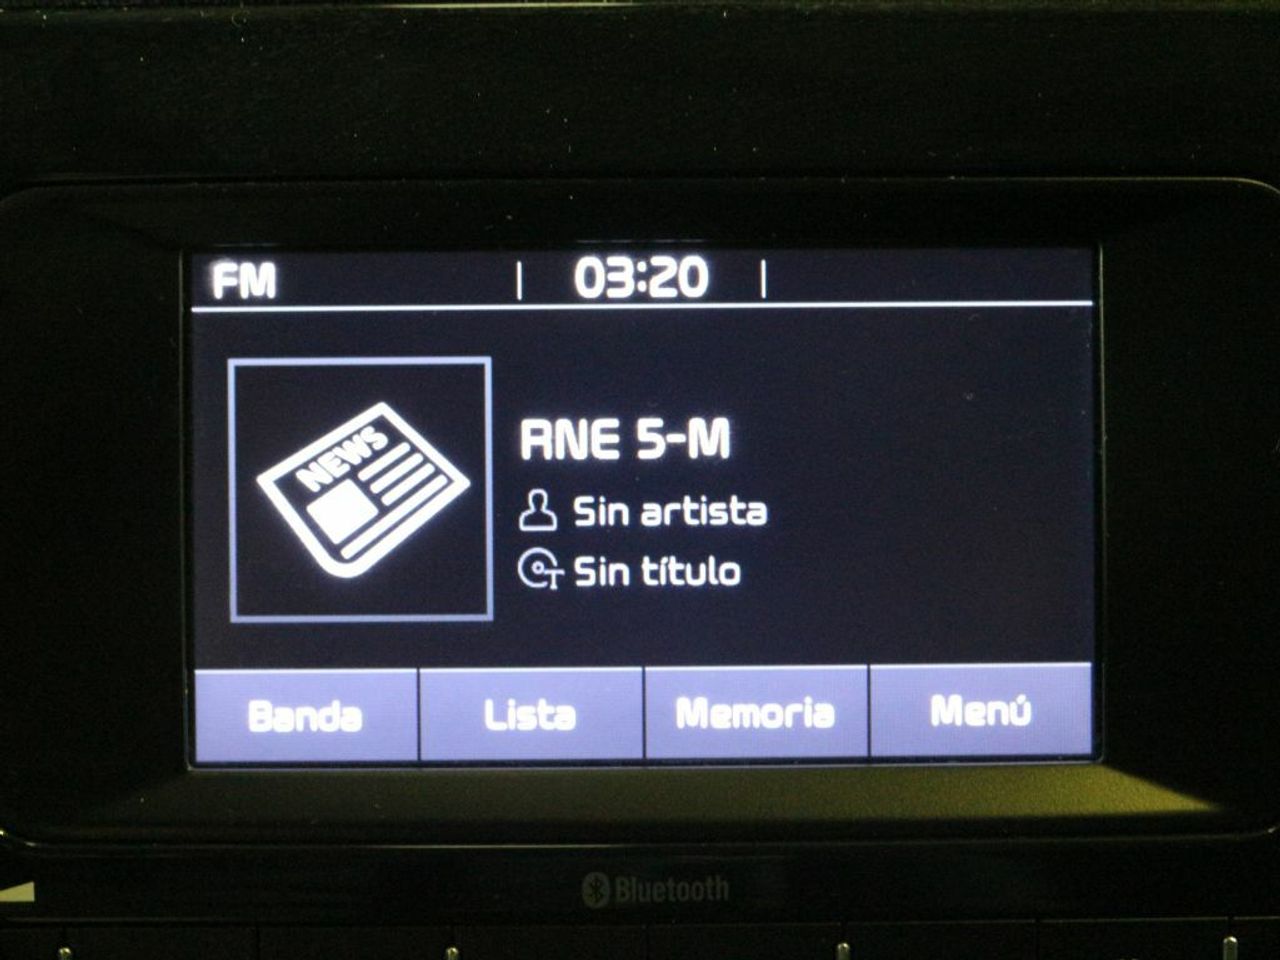 FM | 03:20 |
NEWS
RNE 5-M
Sin artista
Sin título
Banda Lista Memoria Menú
Bluetooth